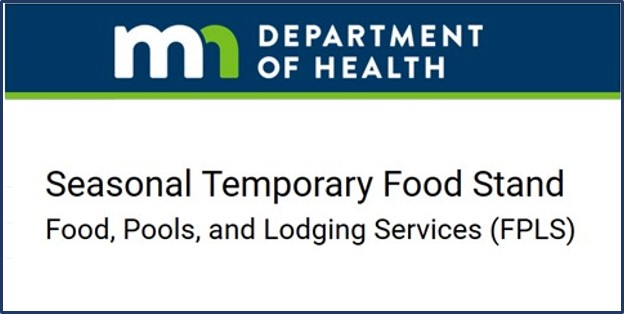 mn DEPARTMENT
OF HEALTH
Seasonal Temporary Food Stand
Food, Pools, and Lodging Services (FPLS)